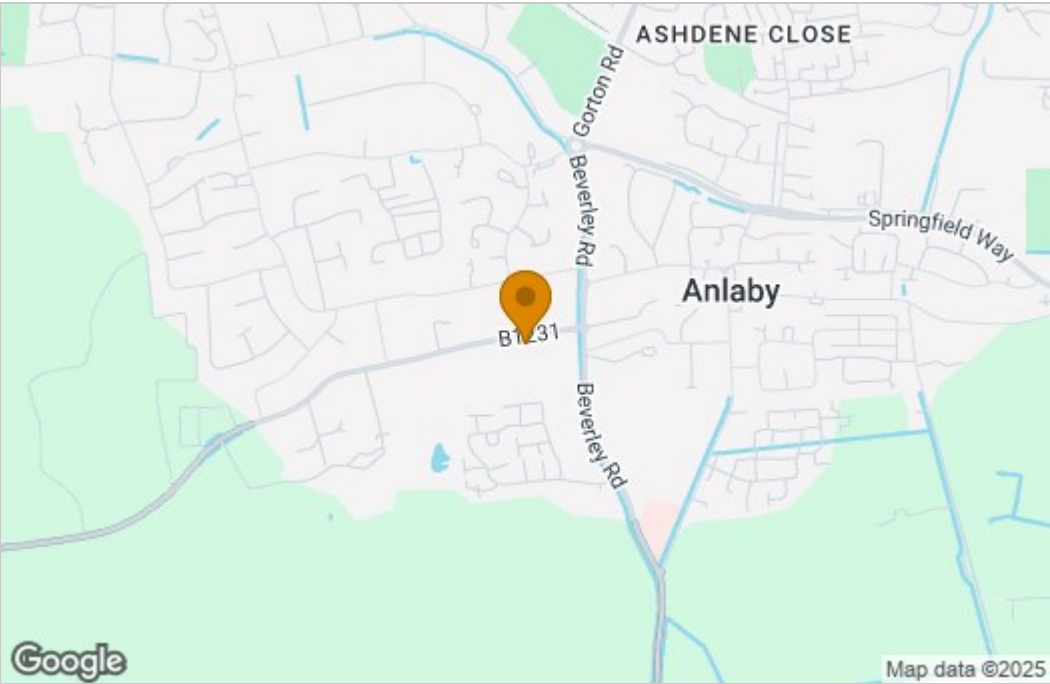 ASHDENE CLOSE
Gorton Rd
Beverley Rd
Springfield Way
Anlaby
B1231
Beverley Rd
Google
Map data ©2025